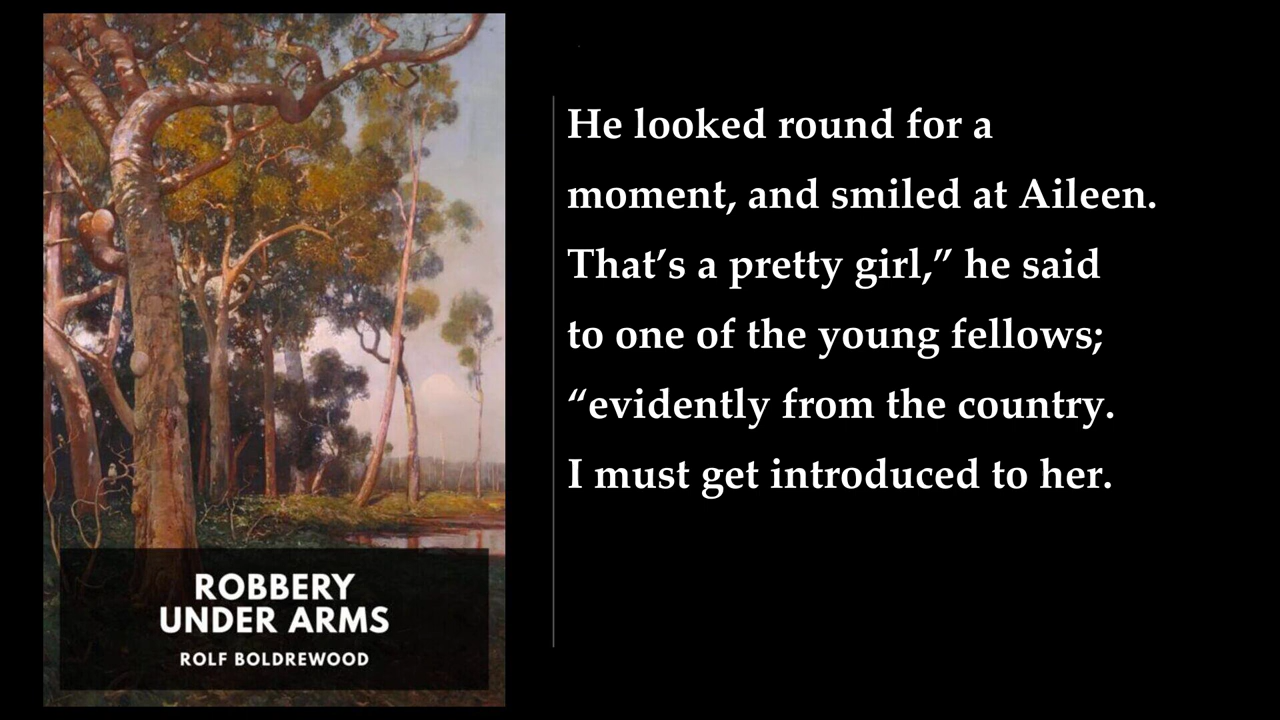 ROBBERY
UNDER ARMS
ROLF BOLDREWOOD
He looked round for a
moment, and smiled at Aileen.
That’s a pretty girl,” he said
to one of the young fellows;
“evidently from the country.
I must get introduced to her.